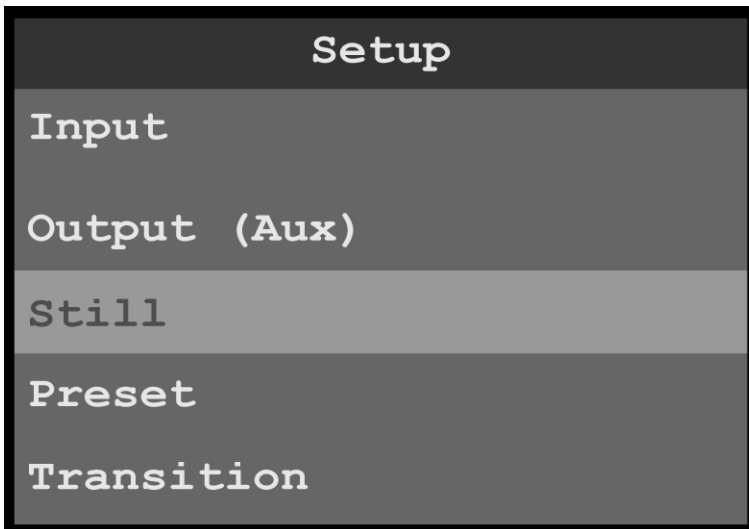 Setup
Input
Output (Aux)
Still
Preset
Transition